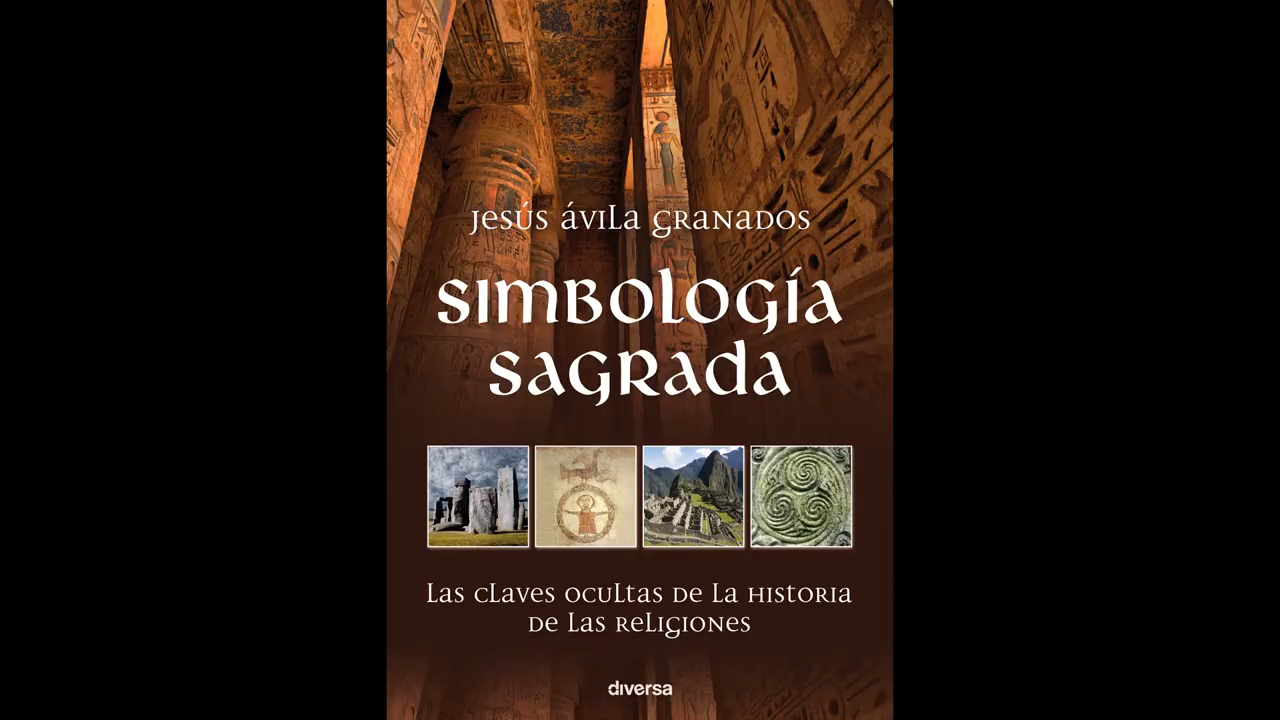 Jesús Ávila Granados
Simbología
Sagrada
Las claves ocultas de la historia
de las religiones
diversa